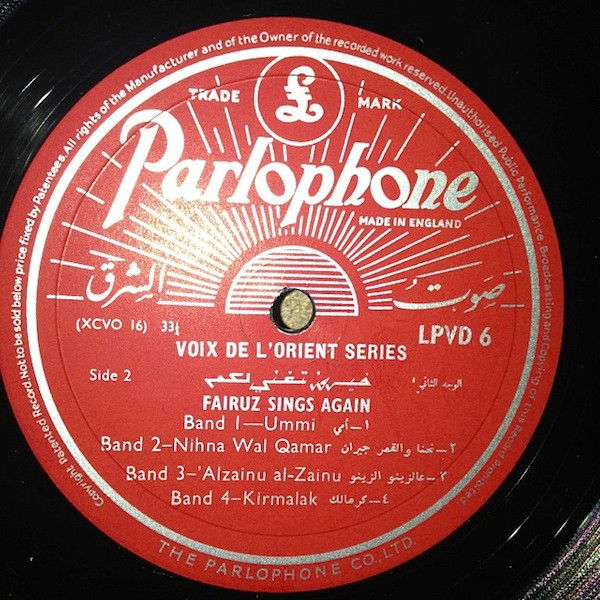 Copyright Patented Record. Not to be sold below price fixed by Patentees. All rights of the Manufacturer and of the Owner of the recorded work reserved. Unauthorised Public Performance, Broadcasting and Copying of this Record Prohibited.
TRADE £ MARK
Parlophone
MADE IN ENGLAND
صوت الشرق
(XCVO 16) 33⅓
LPVD 6
VOIX DE L'ORIENT SERIES
Side 2 فيروز تغني لكم الوجه الثاني
FAIRUZ SINGS AGAIN
Band 1—Ummi ١— أمي
Band 2—Nihna Wal Qamar ٢— نحنا والقمر جيران
Band 3—'Alzainu al-Zainu ٣— عالزينو الزينو
Band 4—Kirmalak ٤— كرمالك
THE PARLOPHONE CO., LTD.